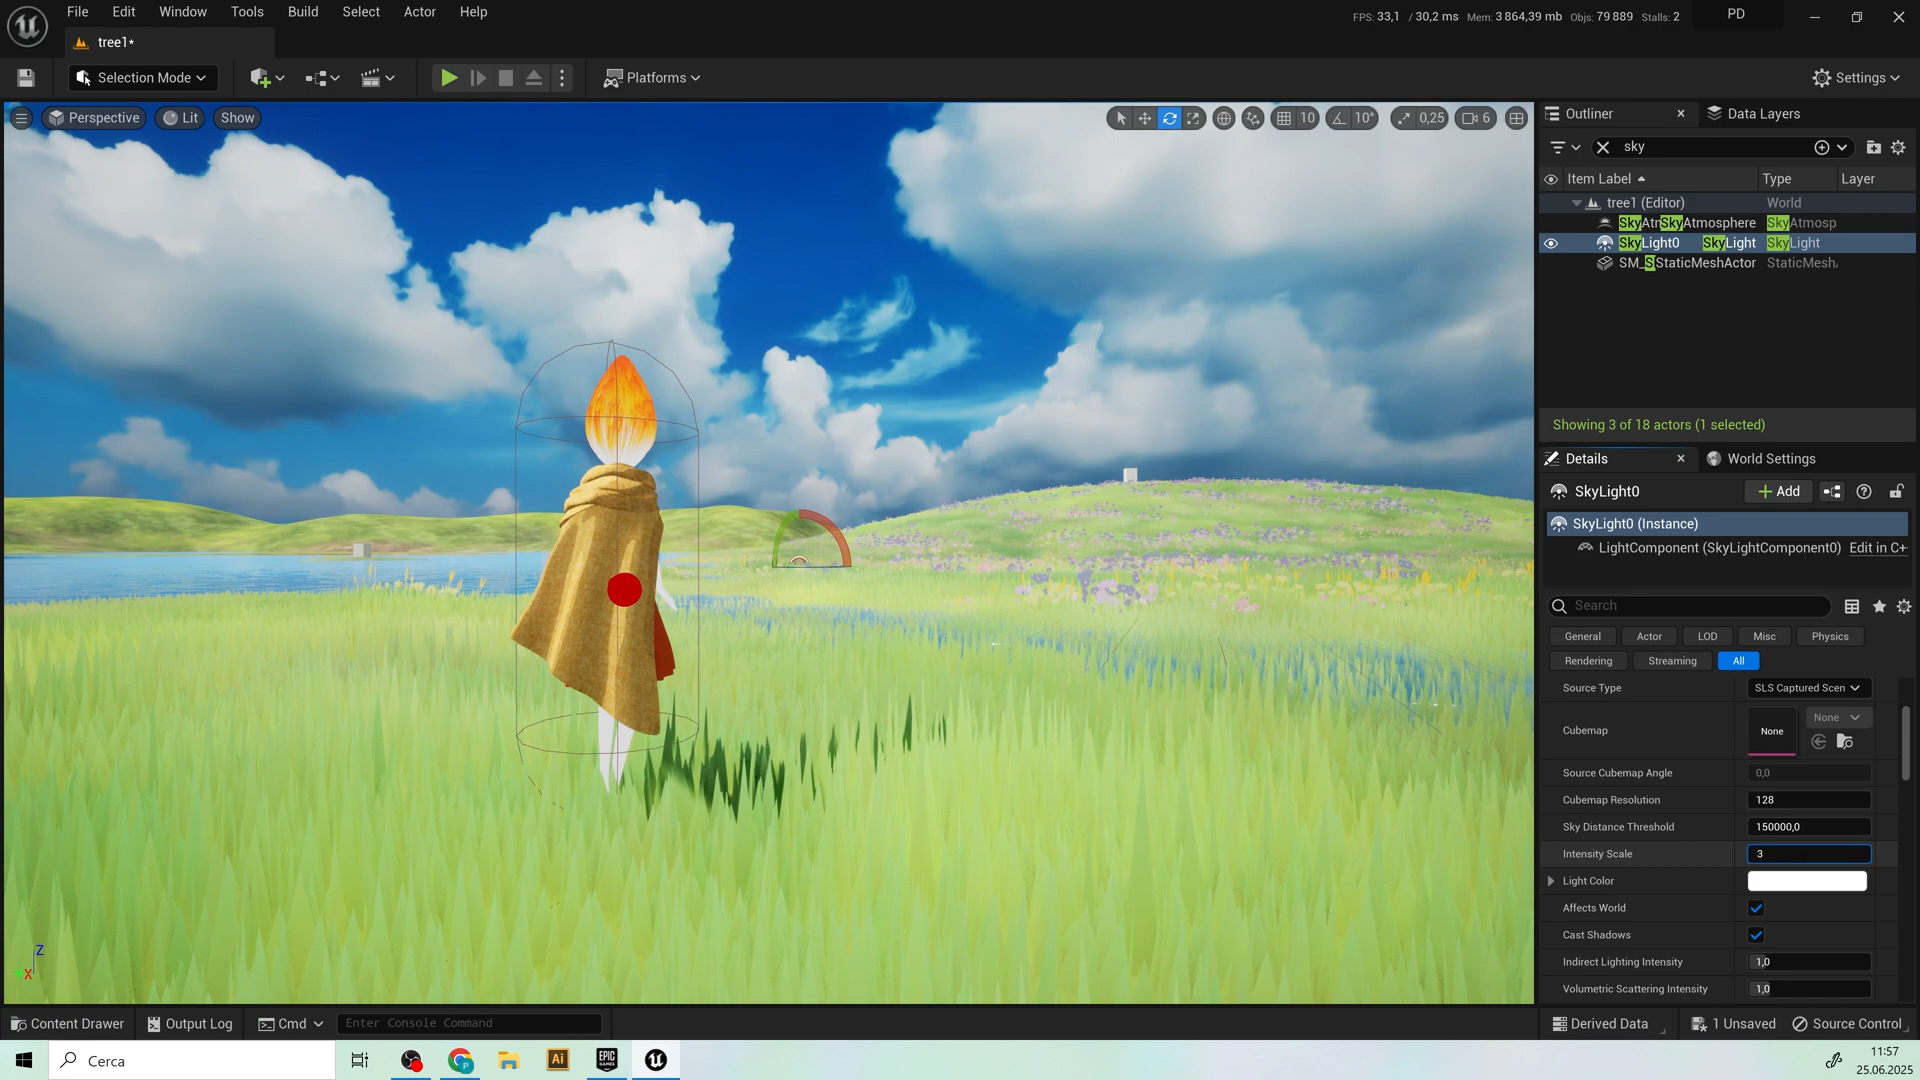 File Edit Window Tools Build Select Actor Help
FPS: 33,1 / 30,2 ms Mem: 3 864,39 mb Objs: 79 889 Stalls: 2 PD
tree1*
Selection Mode
Platforms
Settings
Perspective Lit Show
10 10° 0,25 6
Outliner
Data Layers
sky
Item Label Type Layer
tree1 (Editor) World
SkyAtrSkyAtmosphere SkyAtmosp
SkyLight0 SkyLight SkyLight
SM_SStaticMeshActor StaticMesh
Showing 3 of 18 actors (1 selected)
Details
World Settings
SkyLight0
Add
SkyLight0 (Instance)
LightComponent (SkyLightComponent0) Edit in C+
Search
General Actor LOD Misc Physics
Rendering Streaming All
Source Type SLS Captured Scen
Cubemap None None
Source Cubemap Angle 0,0
Cubemap Resolution 128
Sky Distance Threshold 150000,0
Intensity Scale 3
Light Color
Affects World
Cast Shadows
Indirect Lighting Intensity 1,0
Volumetric Scattering Intensity 1,0
Z
X
Content Drawer Output Log Cmd Enter Console Command
Derived Data 1 Unsaved Source Control
Cerca
Ai
EPIC GAMES
11:57
25.06.2025